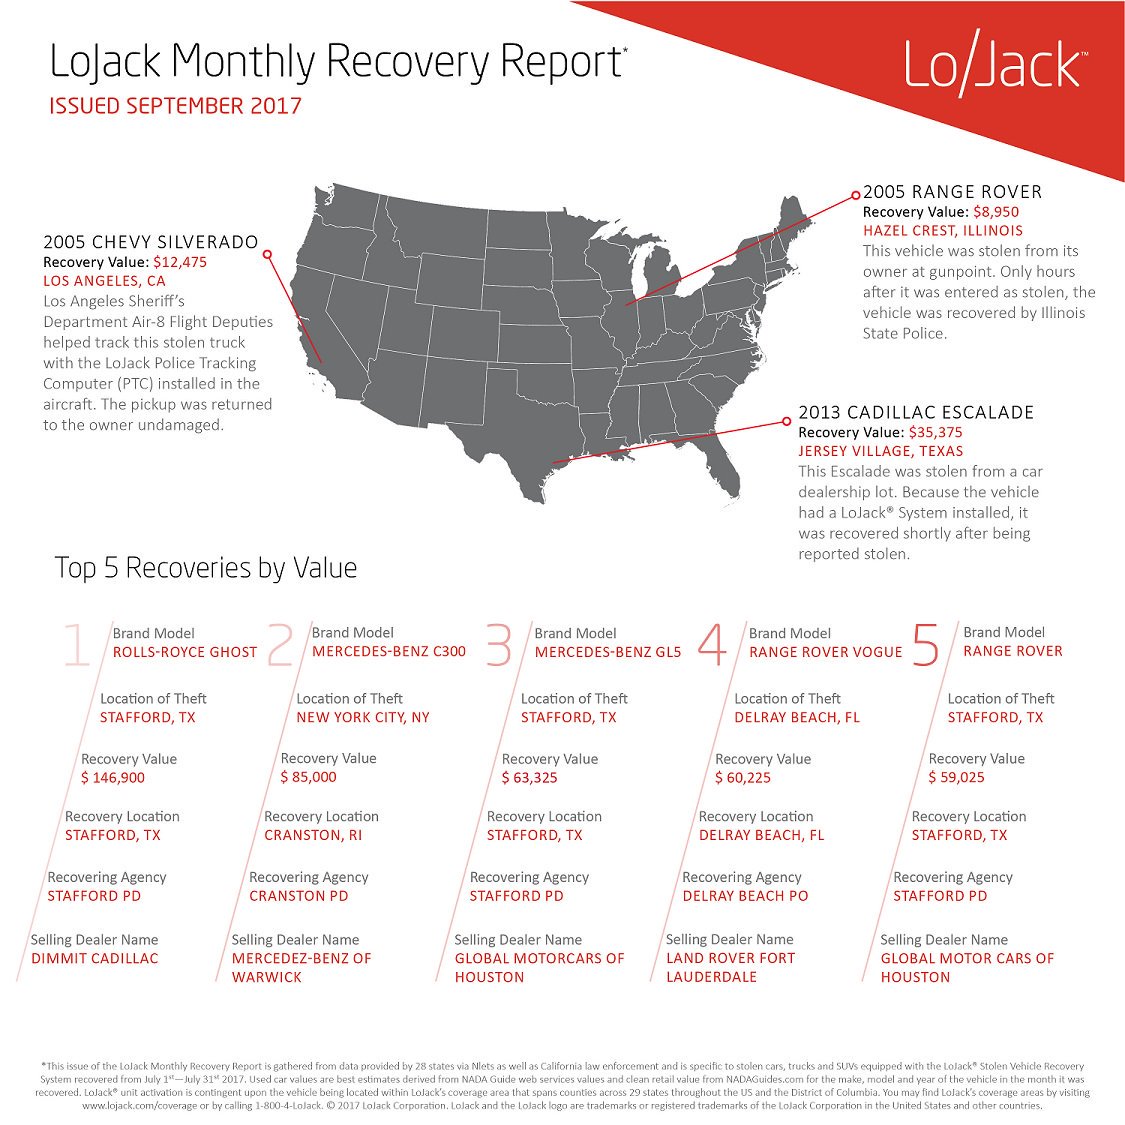 LoJack Monthly Recovery Report*
ISSUED SEPTEMBER 2017
Lo/Jack™
2005 CHEVY SILVERADO
Recovery Value: $12,475
LOS ANGELES, CA
Los Angeles Sheriff's
Department Air-8 Flight Deputies
helped track this stolen truck
with the LoJack Police Tracking
Computer (PTC) installed in the
aircraft. The pickup was returned
to the owner undamaged.
2005 RANGE ROVER
Recovery Value: $8,950
HAZEL CREST, ILLINOIS
This vehicle was stolen from its
owner at gunpoint. Only hours
after it was entered as stolen, the
vehicle was recovered by Illinois
State Police.
2013 CADILLAC ESCALADE
Recovery Value: $35,375
JERSEY VILLAGE, TEXAS
This Escalade was stolen from a car
dealership lot. Because the vehicle
had a LoJack® System installed, it
was recovered shortly after being
reported stolen.
Top 5 Recoveries by Value
1
Brand Model
ROLLS-ROYCE GHOST
Location of Theft
STAFFORD, TX
Recovery Value
$ 146,900
Recovery Location
STAFFORD, TX
Recovering Agency
STAFFORD PD
Selling Dealer Name
DIMMIT CADILLAC
2
Brand Model
MERCEDES-BENZ C300
Location of Theft
NEW YORK CITY, NY
Recovery Value
$ 85,000
Recovery Location
CRANSTON, RI
Recovering Agency
CRANSTON PD
Selling Dealer Name
MERCEDEZ-BENZ OF
WARWICK
3
Brand Model
MERCEDES-BENZ GL5
Location of Theft
STAFFORD, TX
Recovery Value
$ 63,325
Recovery Location
STAFFORD, TX
Recovering Agency
STAFFORD PD
Selling Dealer Name
GLOBAL MOTORCARS OF
HOUSTON
4
Brand Model
RANGE ROVER VOGUE
Location of Theft
DELRAY BEACH, FL
Recovery Value
$ 60,225
Recovery Location
DELRAY BEACH, FL
Recovering Agency
DELRAY BEACH PO
Selling Dealer Name
LAND ROVER FORT
LAUDERDALE
5
Brand Model
RANGE ROVER
Location of Theft
STAFFORD, TX
Recovery Value
$ 59,025
Recovery Location
STAFFORD, TX
Recovering Agency
STAFFORD PD
Selling Dealer Name
GLOBAL MOTOR CARS OF
HOUSTON
*This issue of the LoJack Monthly Recovery Report is gathered from data provided by 28 states via Nlets as well as California law enforcement and is specific to stolen cars, trucks and SUVs equipped with the LoJack® Stolen Vehicle Recovery
System recovered from July 1st—July 31st 2017. Used car values are best estimates derived from NADA Guide web services values and clean retail value from NADAGuides.com for the make, model and year of the vehicle in the month it was
recovered. LoJack® unit activation is contingent upon the vehicle being located within LoJack's coverage area that spans counties across 29 states throughout the US and the District of Columbia. You may find LoJack's coverage areas by visiting
www.lojack.com/coverage or by calling 1-800-4-LoJack. © 2017 LoJack Corporation. LoJack and the LoJack logo are trademarks or registered trademarks of the LoJack Corporation in the United States and other countries.